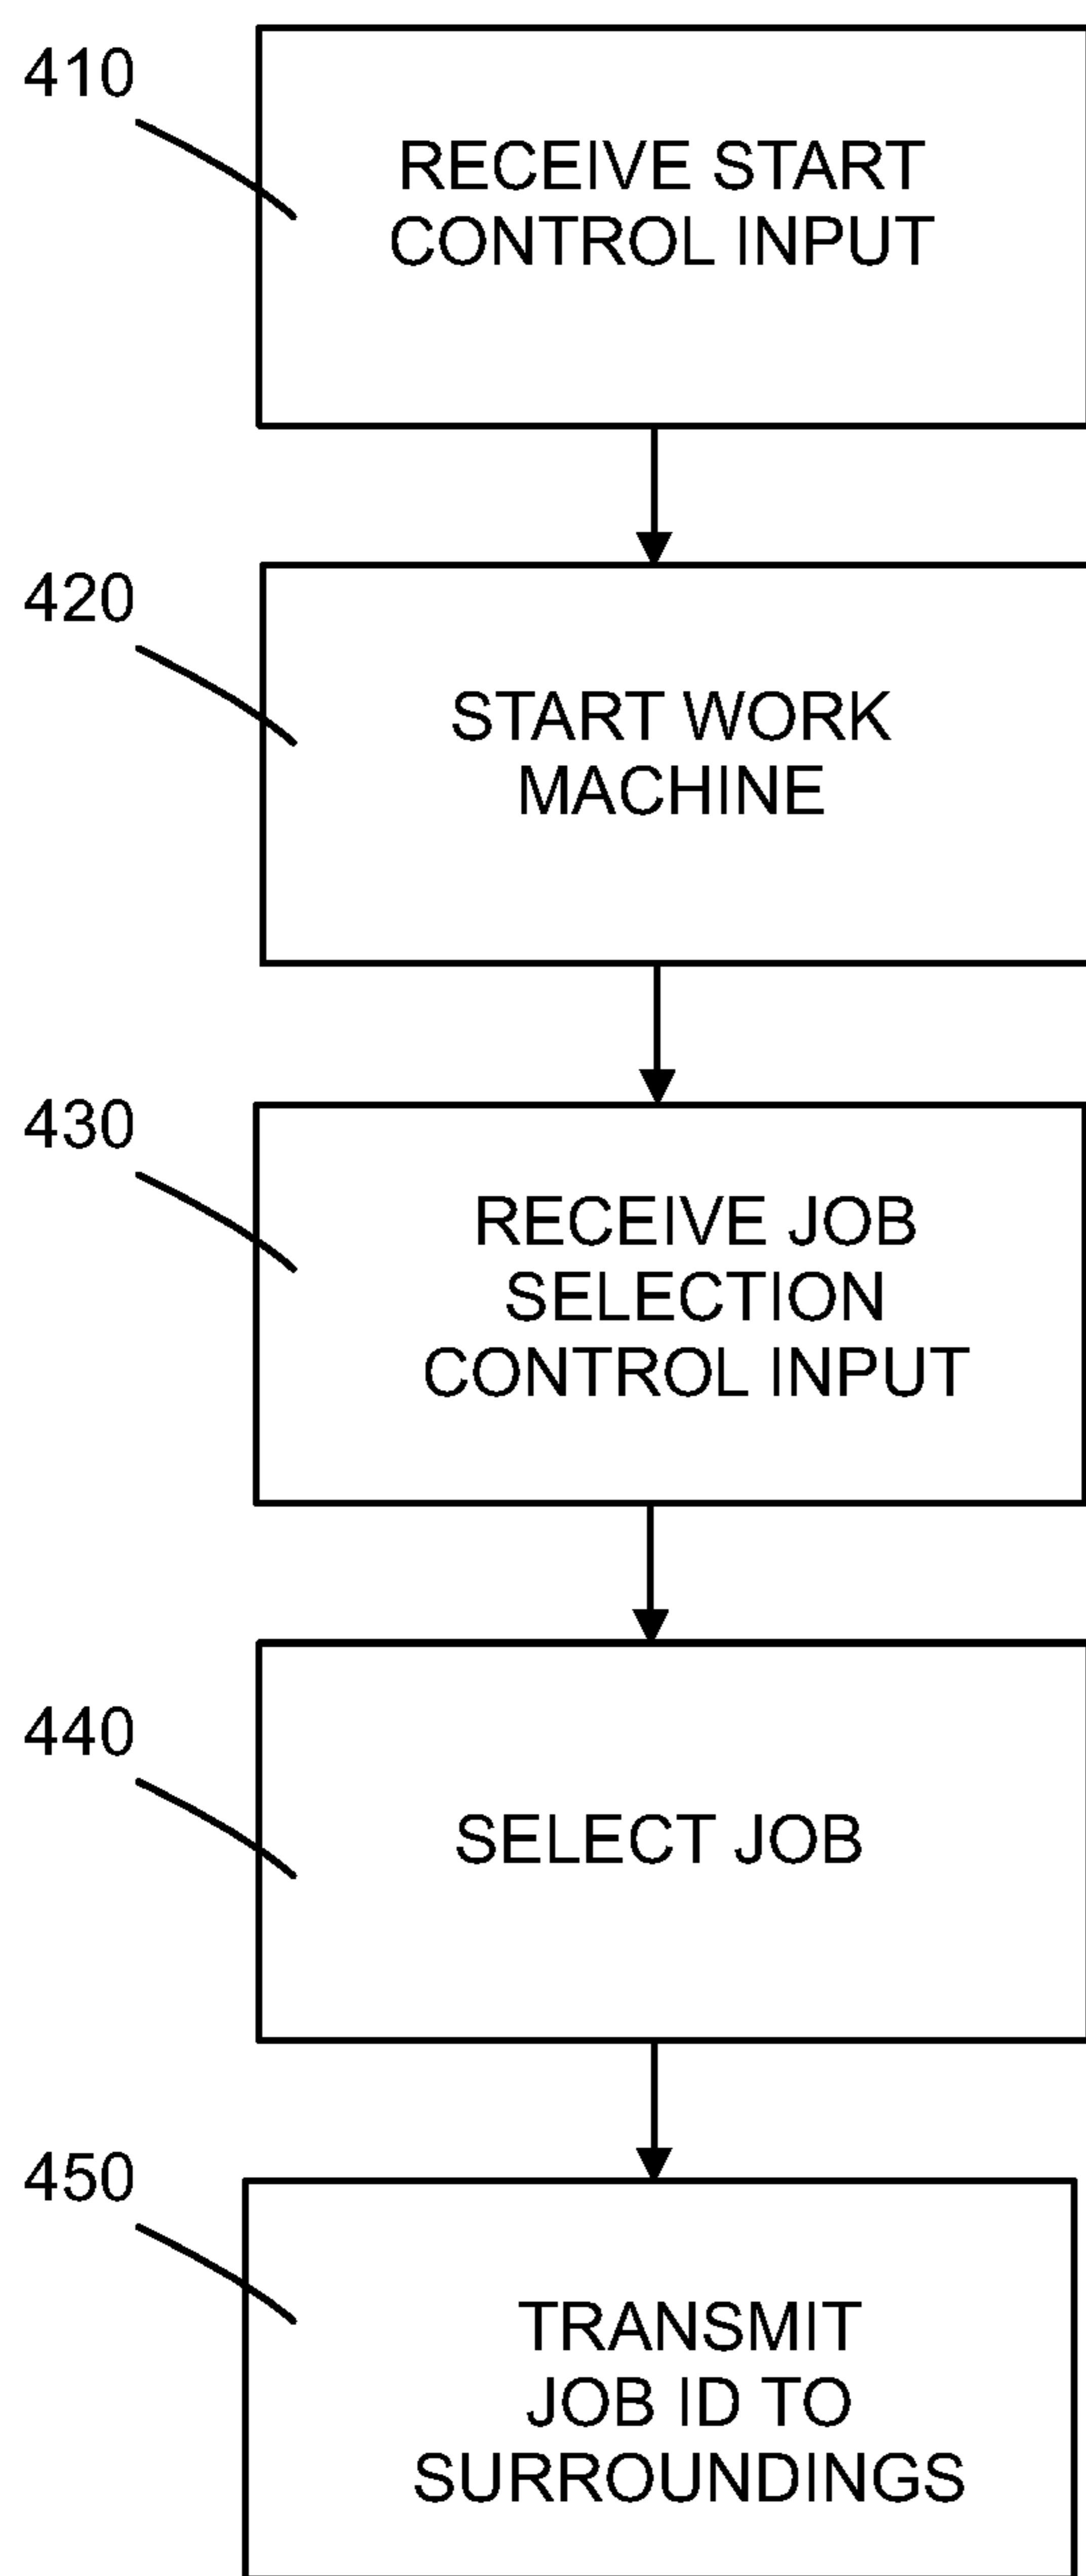 410
RECEIVE START
CONTROL INPUT
420
START WORK
MACHINE
430
RECEIVE JOB
SELECTION
CONTROL INPUT
440
SELECT JOB
450
TRANSMIT
JOB ID TO
SURROUNDINGS